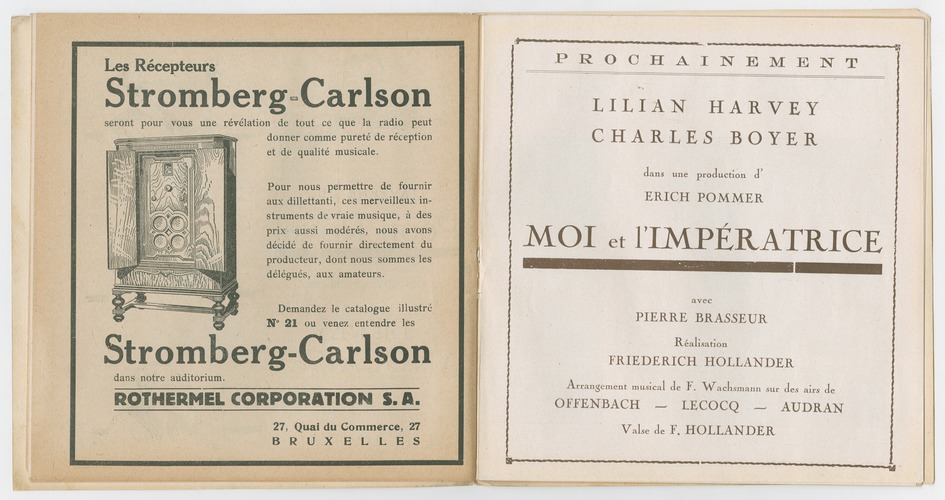 Les Récepteurs
Stromberg-Carlson
seront pour vous une révélation de tout ce que la radio peut
donner comme pureté de réception
et de qualité musicale.
Pour nous permettre de fournir
aux dillettanti, ces merveilleux in-
struments de vraie musique, à des
prix aussi modérés, nous avons
décidé de fournir directement du
producteur, dont nous sommes les
délégués, aux amateurs.
Demandez le catalogue illustré
N° 21 ou venez entendre les
Stromberg-Carlson
dans notre auditorium.
ROTHERMEL CORPORATION S. A.
27, Quai du Commerce, 27
BRUXELLES
PROCHAINEMENT
LILIAN HARVEY
CHARLES BOYER
dans une production d'
ERICH POMMER
MOI et l'IMPÉRATRICE
avec
PIERRE BRASSEUR
Réalisation
FRIEDERICH HOLLANDER
Arrangement musical de F. Wachsmann sur des airs de
OFFENBACH — LECOCQ — AUDRAN
Valse de F. HOLLANDER